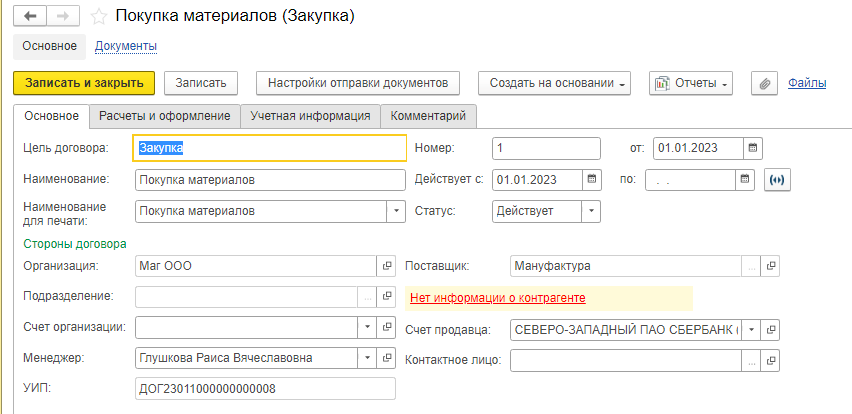 Покупка материалов (Закупка)
Основное Документы
Записать и закрыть Записать Настройки отправки документов Создать на основании Отчеты Файлы
Основное Расчеты и оформление Учетная информация Комментарий
Цель договора: Закупка Номер: 1 от: 01.01.2023
Наименование: Покупка материалов Действует с: 01.01.2023 по: . .
Наименование
для печати: Покупка материалов Статус: Действует
Стороны договора
Организация: Маг ООО Поставщик: Мануфактура
Подразделение: Нет информации о контрагенте
Счет организации: Счет продавца: СЕВЕРО-ЗАПАДНЫЙ ПАО СБЕРБАНК (
Менеджер: Глушкова Раиса Вячеславовна Контактное лицо:
УИП: ДОГ23011000000000008